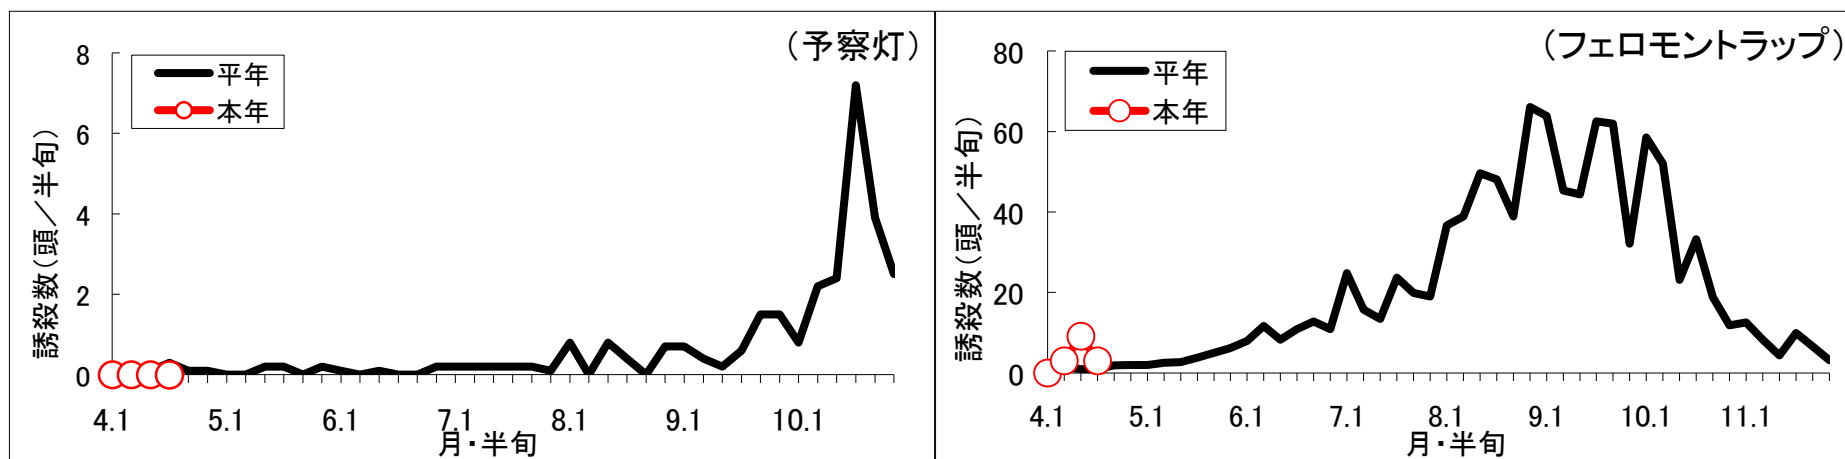 (予察灯)
平年
本年
誘殺数(頭/半旬)
8
6
4
2
0
4.1 5.1 6.1 7.1 8.1 9.1 10.1
月・半旬
(フェロモントラップ)
平年
本年
誘殺数(頭/半旬)
80
60
40
20
0
4.1 5.1 6.1 7.1 8.1 9.1 10.1 11.1
月・半旬